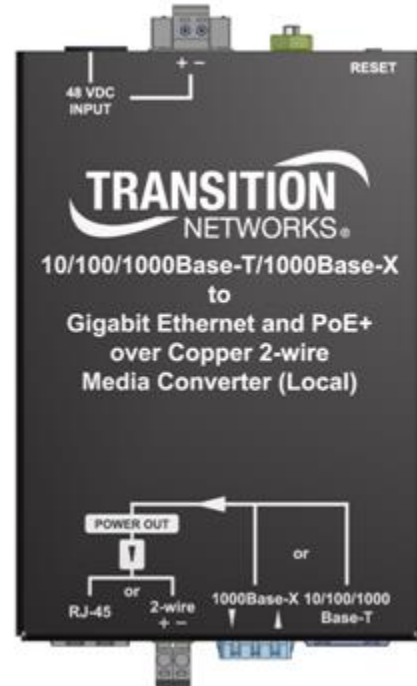 + −
48 VDC
INPUT
RESET
TRANSITION
NETWORKS®
10/100/1000Base-T/1000Base-X
to
Gigabit Ethernet and PoE+
over Copper 2-wire
Media Converter (Local)
POWER OUT
or
or
RJ-45
2-wire
+ −
1000Base-X
10/100/1000
Base-T